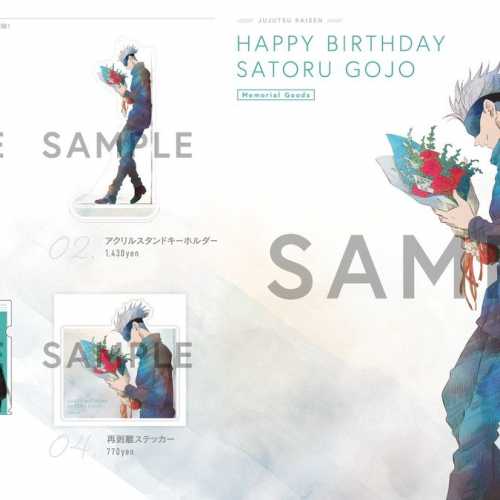 JUJUTSU KAISEN
HAPPY BIRTHDAY
SATORU GOJO
Memorial Goods
SAMPLE
02.
アクリルスタンドキーホルダー
1,430yen
SAM
SAMPLE
04.
再剥離ステッカー
770yen